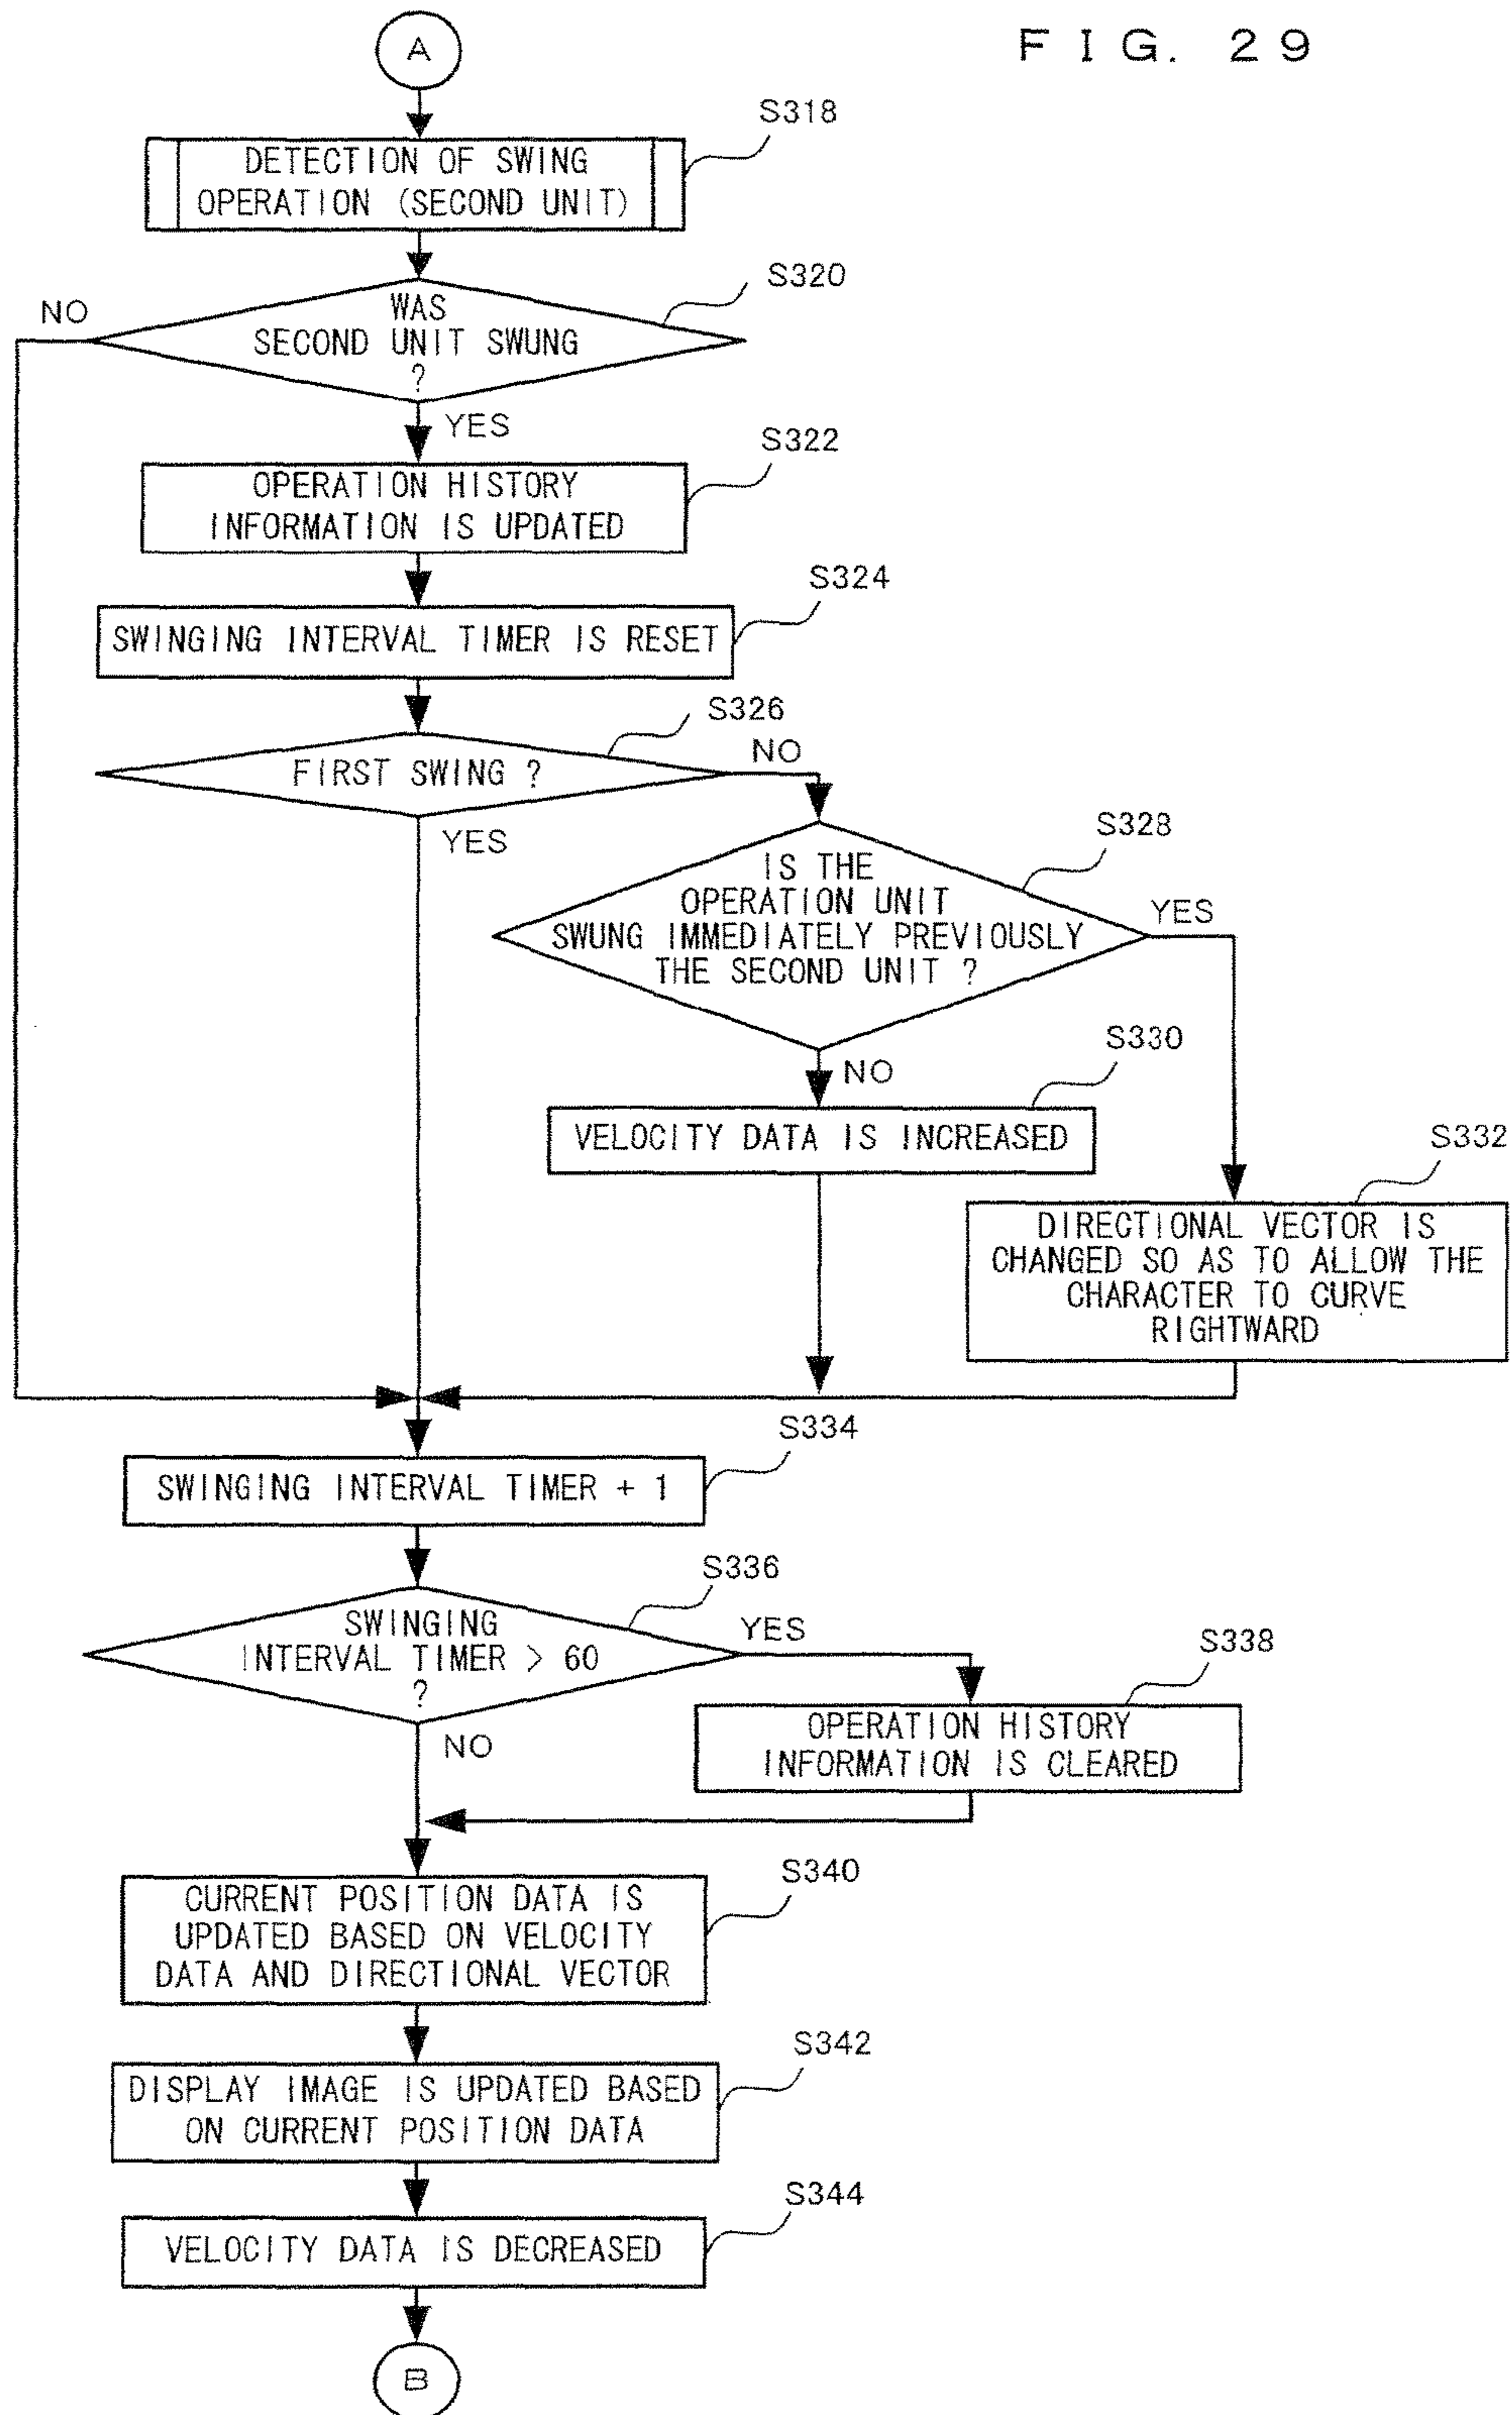 FIG. 29
A
S318
DETECTION OF SWING
OPERATION (SECOND UNIT)
S320
NO
WAS
SECOND UNIT SWUNG
?
YES
S322
OPERATION HISTORY
INFORMATION IS UPDATED
S324
SWINGING INTERVAL TIMER IS RESET
S326
NO
FIRST SWING ?
YES
S328
IS THE
OPERATION UNIT
SWUNG IMMEDIATELY PREVIOUSLY
THE SECOND UNIT ?
YES
S330
NO
VELOCITY DATA IS INCREASED
S332
DIRECTIONAL VECTOR IS
CHANGED SO AS TO ALLOW THE
CHARACTER TO CURVE
RIGHTWARD
S334
SWINGING INTERVAL TIMER + 1
S336
SWINGING
INTERVAL TIMER > 60
?
YES
S338
NO
OPERATION HISTORY
INFORMATION IS CLEARED
S340
CURRENT POSITION DATA IS
UPDATED BASED ON VELOCITY
DATA AND DIRECTIONAL VECTOR
S342
DISPLAY IMAGE IS UPDATED BASED
ON CURRENT POSITION DATA
S344
VELOCITY DATA IS DECREASED
B